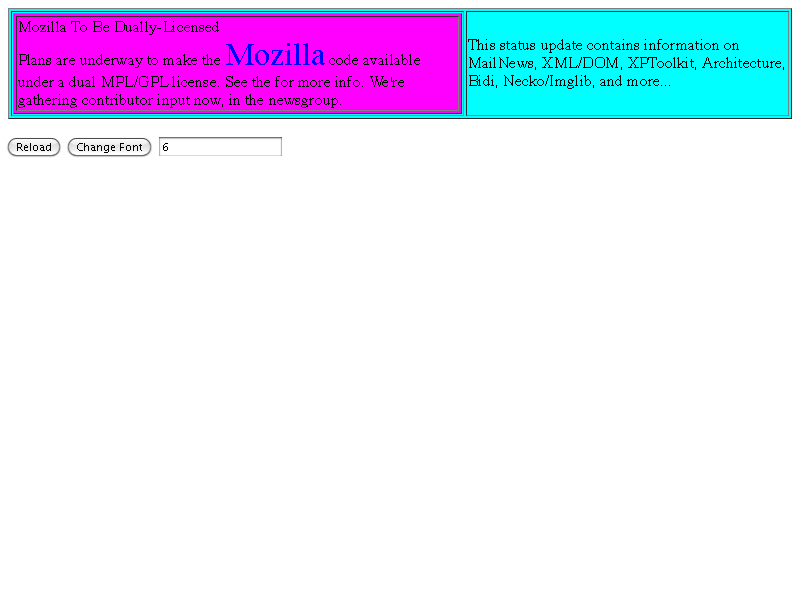 Mozilla To Be Dually-Licensed
Plans are underway to make the Mozilla code available
under a dual MPL/GPL license. See the for more info. We're
gathering contributor input now, in the newsgroup.
This status update contains information on
MailNews, XML/DOM, XPToolkit, Architecture,
Bidi, Necko/Imglib, and more...
Reload Change Font 6